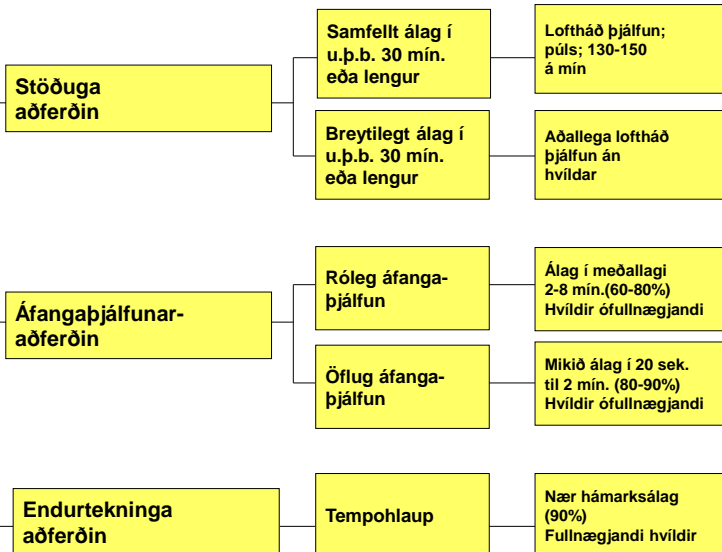 Stöðuga
aðferðin
Samfellt álag í
u.þ.b. 30 mín.
eða lengur
Loftháð þjálfun;
púls; 130-150
á mín
Breytilegt álag í
u.þ.b. 30 mín.
eða lengur
Aðallega loftháð
þjálfun án
hvíldar
Áfangaþjálfunar-
aðferðin
Róleg áfanga-
þjálfun
Álag í meðallagi
2-8 mín.(60-80%)
Hvíldir ófullnægjandi
Öflug áfanga-
þjálfun
Mikið álag í 20 sek.
til 2 mín. (80-90%)
Hvíldir ófullnægjandi
Endurtekninga
aðferðin
Tempohlaup
Nær hámarksálag
(90%)
Fullnægjandi hvíldir